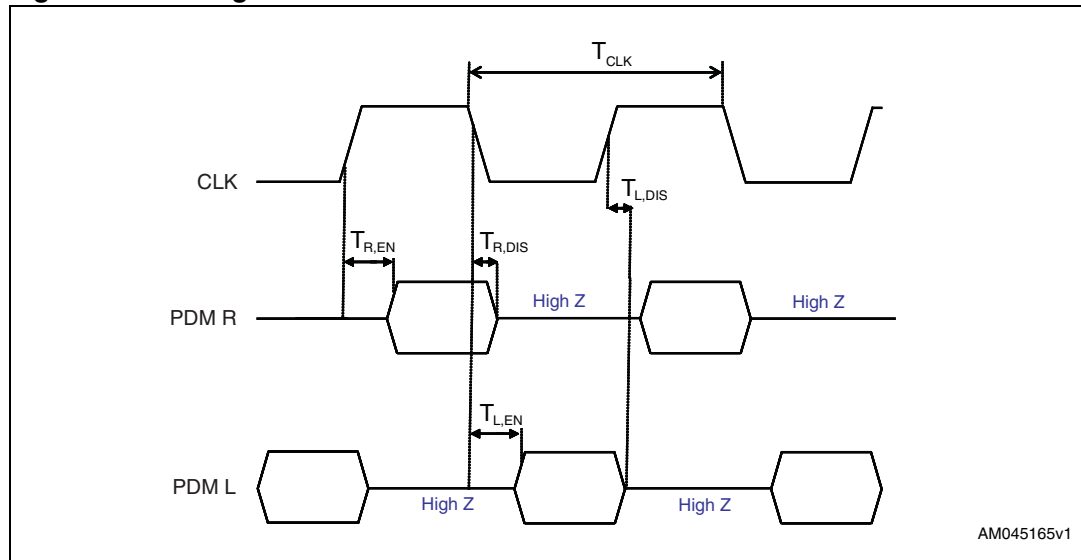 T_CLK
CLK
T_L,DIS
T_R,EN
T_R,DIS
PDM R
High Z
High Z
T_L,EN
PDM L
High Z
High Z
AM045165v1